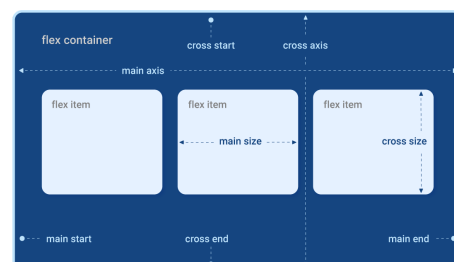 flex container
cross start
cross axis
main axis
flex item
flex item
flex item
main size
cross size
main start
cross end
main end